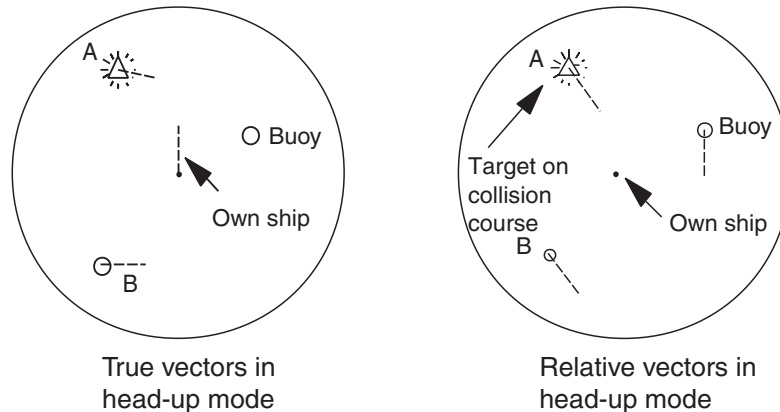 A
Buoy
Own ship
B
True vectors in
head-up mode
A
Buoy
Target on
collision
course
Own ship
B
Relative vectors in
head-up mode